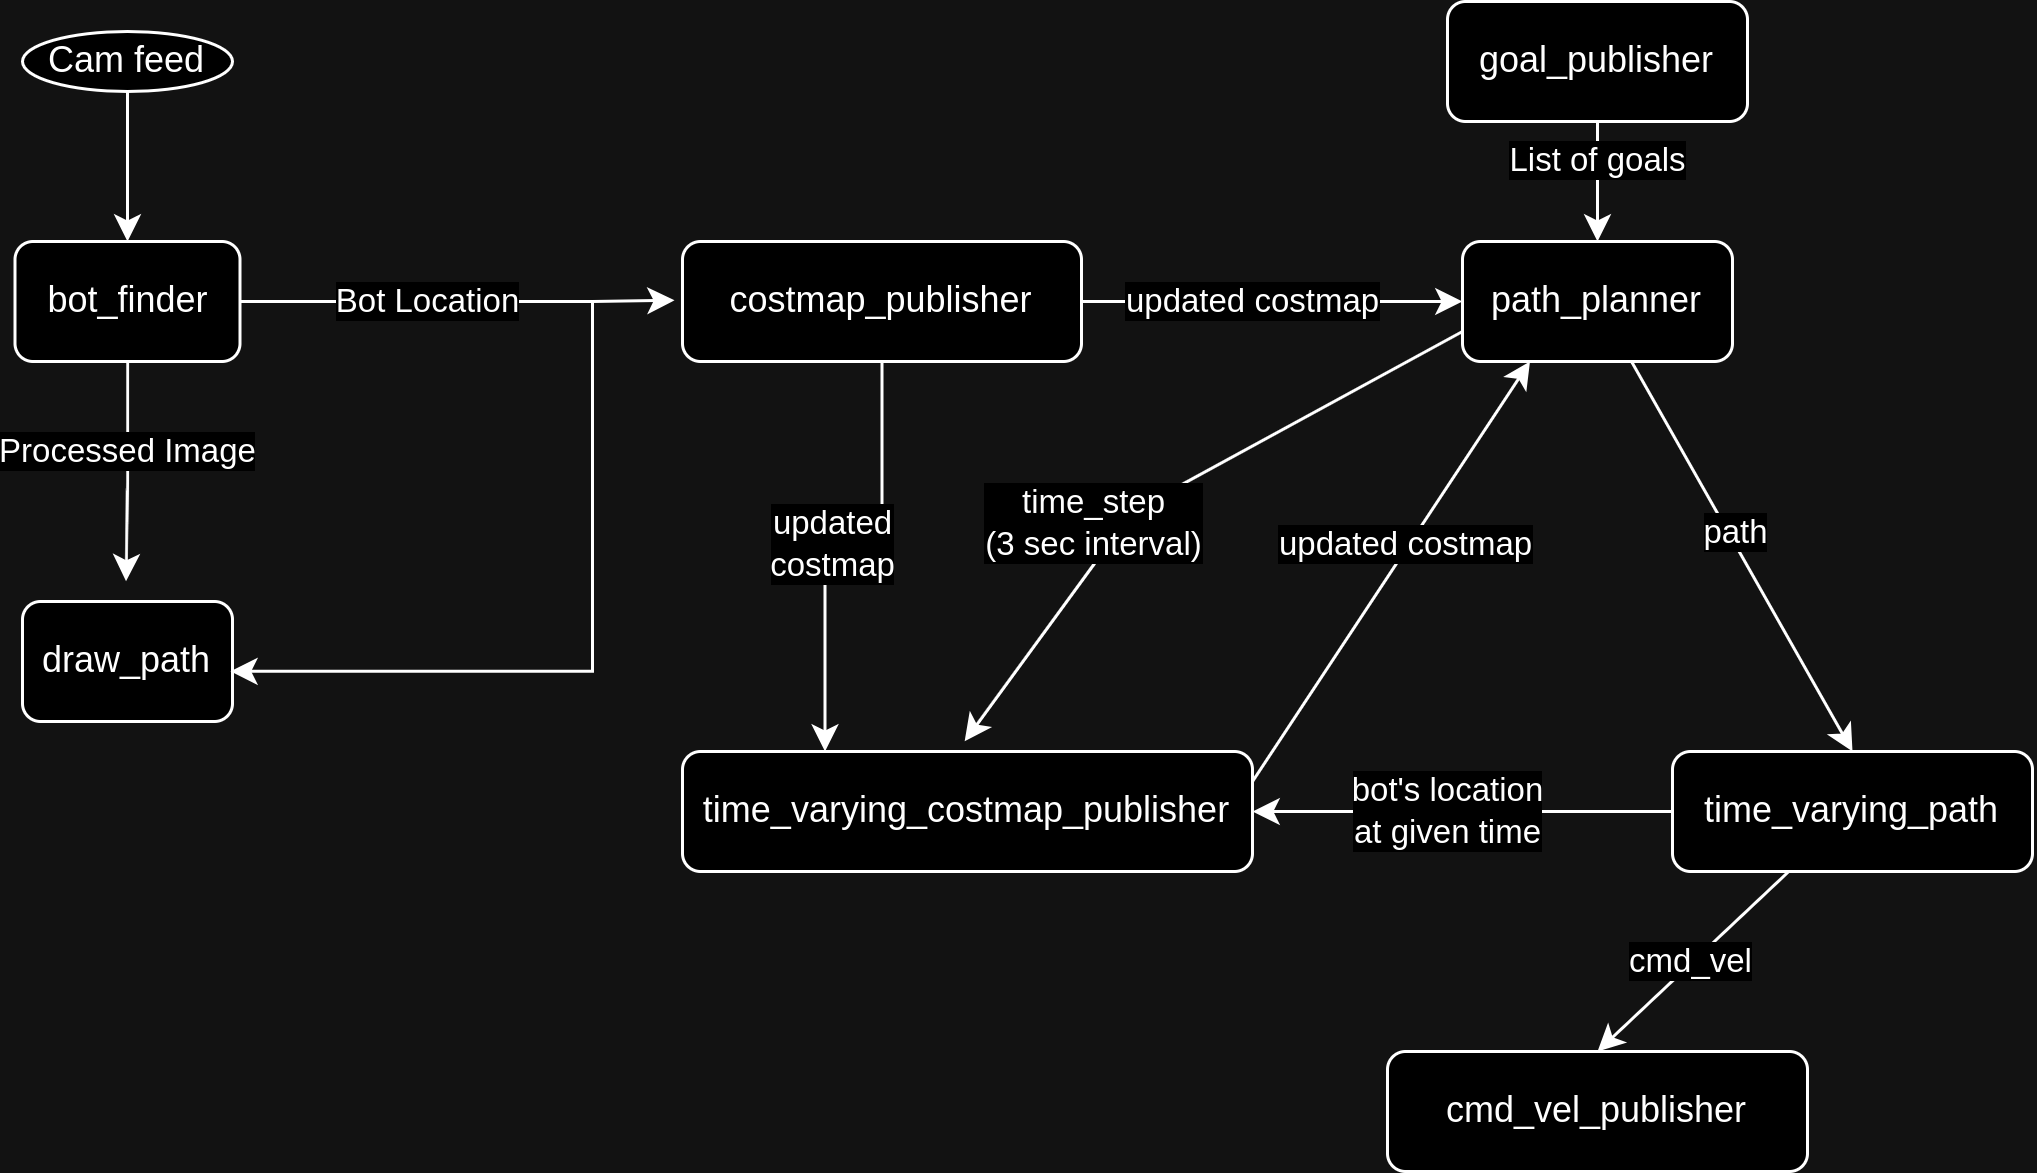 Cam feed
goal_publisher
List of goals
bot_finder
Bot Location
costmap_publisher
updated costmap
path_planner
Processed Image
updated
costmap
time_step
(3 sec interval)
updated costmap
path
draw_path
time_varying_costmap_publisher
bot's location
at given time
time_varying_path
cmd_vel
cmd_vel_publisher